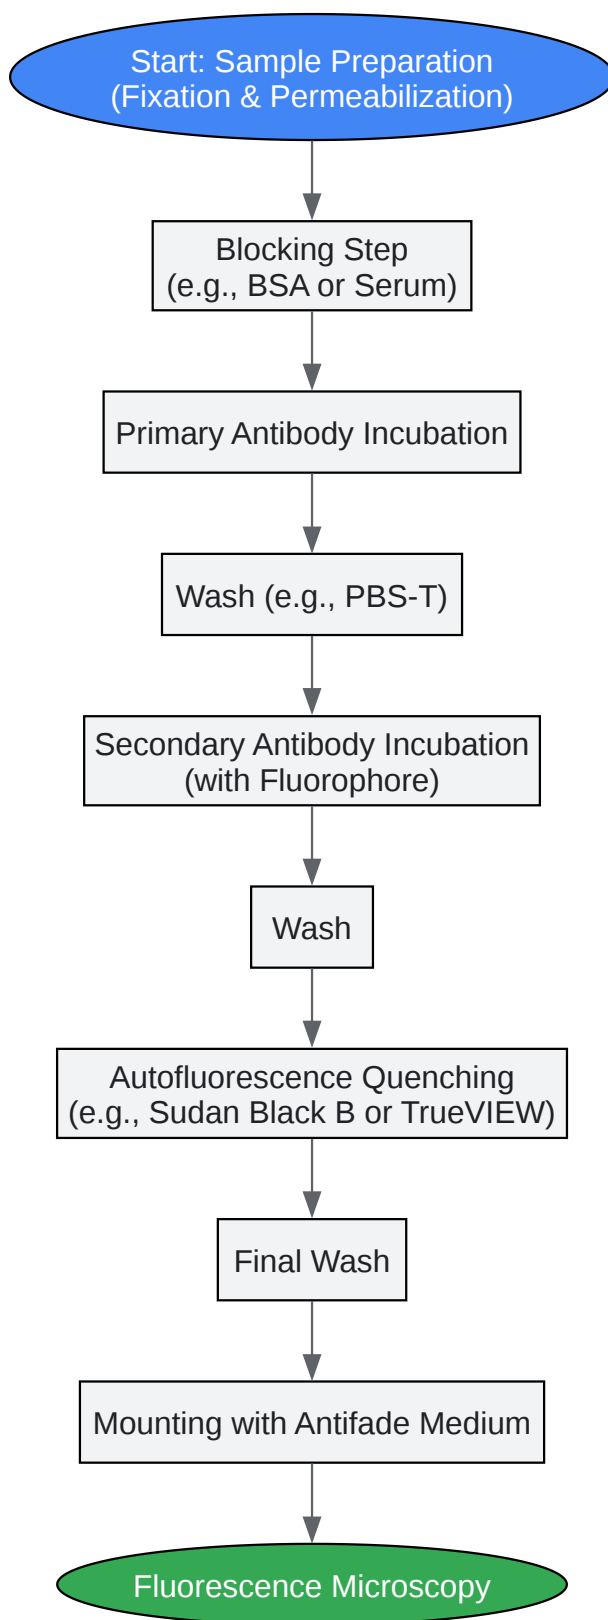 Start: Sample Preparation
(Fixation & Permeabilization)
Blocking Step
(e.g., BSA or Serum)
Primary Antibody Incubation
Wash (e.g., PBS-T)
Secondary Antibody Incubation
(with Fluorophore)
Wash
Autofluorescence Quenching
(e.g., Sudan Black B or TrueVIEW)
Final Wash
Mounting with Antifade Medium
Fluorescence Microscopy